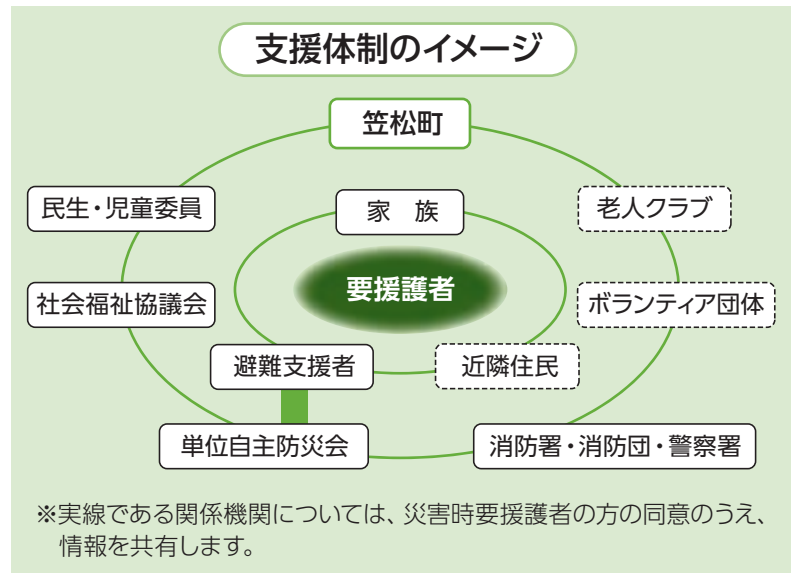 支援体制のイメージ
笠松町
民生・児童委員
家　族
老人クラブ
社会福祉協議会
要援護者
ボランティア団体
避難支援者
近隣住民
単位自主防災会
消防署・消防団・警察署
※実線である関係機関については、災害時要援護者の方の同意のうえ、
情報を共有します。